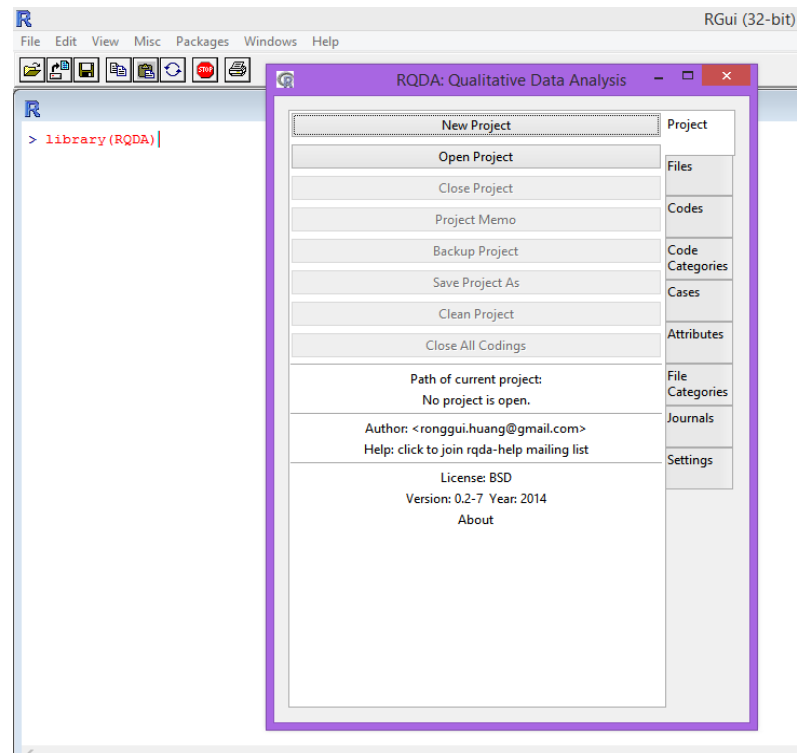 RGui (32-bit)
File Edit View Misc Packages Windows Help
STOP
R
> library(RQDA)
RQDA: Qualitative Data Analysis
New Project
Open Project
Close Project
Project Memo
Backup Project
Save Project As
Clean Project
Close All Codings
Path of current project:
No project is open.
Author: <ronggui.huang@gmail.com>
Help: click to join rqda-help mailing list
License: BSD
Version: 0.2-7 Year: 2014
About
Project
Files
Codes
Code
Categories
Cases
Attributes
File
Categories
Journals
Settings